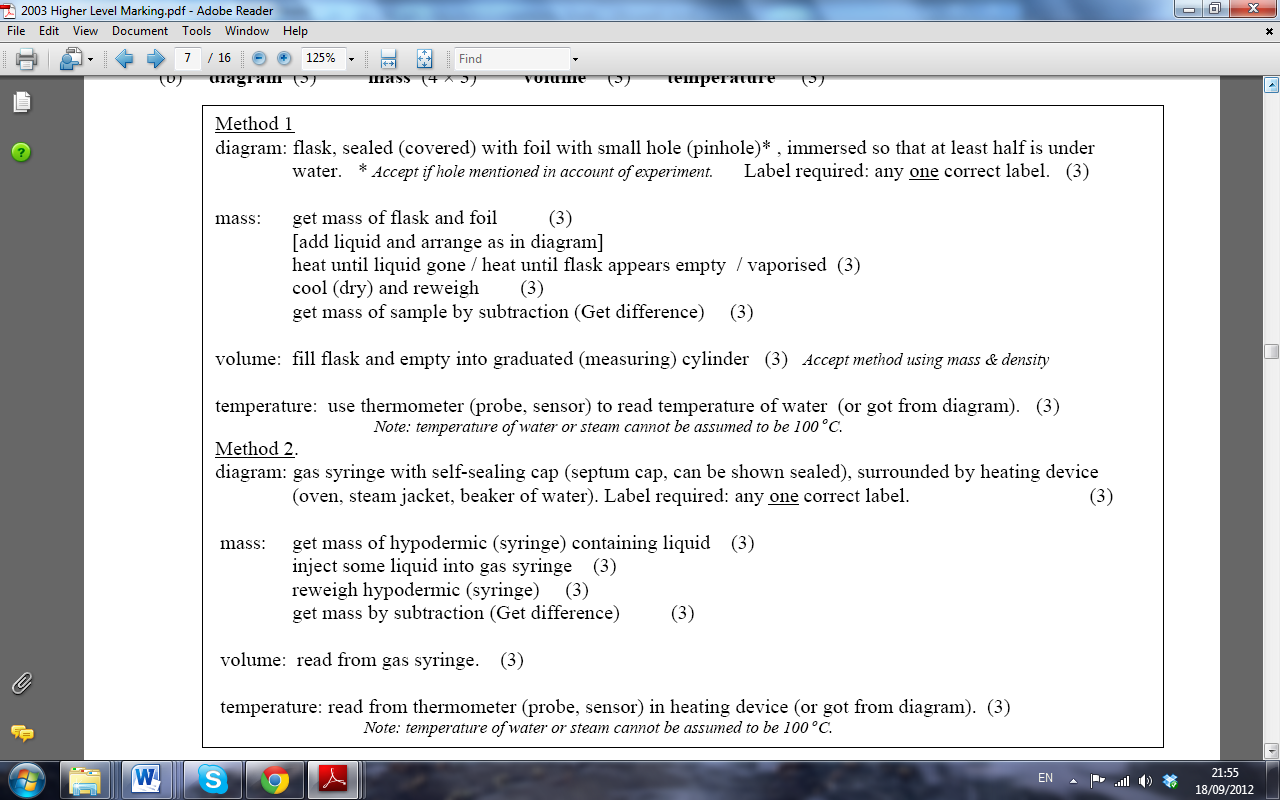 2003 Higher Level Marking.pdf - Adobe Reader
File Edit View Document Tools Window Help
7 / 16 125% Find
(b) diagram (3) mass (4 × 3) volume (3) temperature (3)
Method 1
diagram: flask, sealed (covered) with foil with small hole (pinhole)* , immersed so that at least half is under
water. * Accept if hole mentioned in account of experiment. Label required: any one correct label. (3)
mass: get mass of flask and foil (3)
[add liquid and arrange as in diagram]
heat until liquid gone / heat until flask appears empty / vaporised (3)
cool (dry) and reweigh (3)
get mass of sample by subtraction (Get difference) (3)
volume: fill flask and empty into graduated (measuring) cylinder (3) Accept method using mass & density
temperature: use thermometer (probe, sensor) to read temperature of water (or got from diagram). (3)
Note: temperature of water or steam cannot be assumed to be 100 °C.
Method 2.
diagram: gas syringe with self-sealing cap (septum cap, can be shown sealed), surrounded by heating device
(oven, steam jacket, beaker of water). Label required: any one correct label. (3)
mass: get mass of hypodermic (syringe) containing liquid (3)
inject some liquid into gas syringe (3)
reweigh hypodermic (syringe) (3)
get mass by subtraction (Get difference) (3)
volume: read from gas syringe. (3)
temperature: read from thermometer (probe, sensor) in heating device (or got from diagram). (3)
Note: temperature of water or steam cannot be assumed to be 100 °C.
EN
21:55
18/09/2012